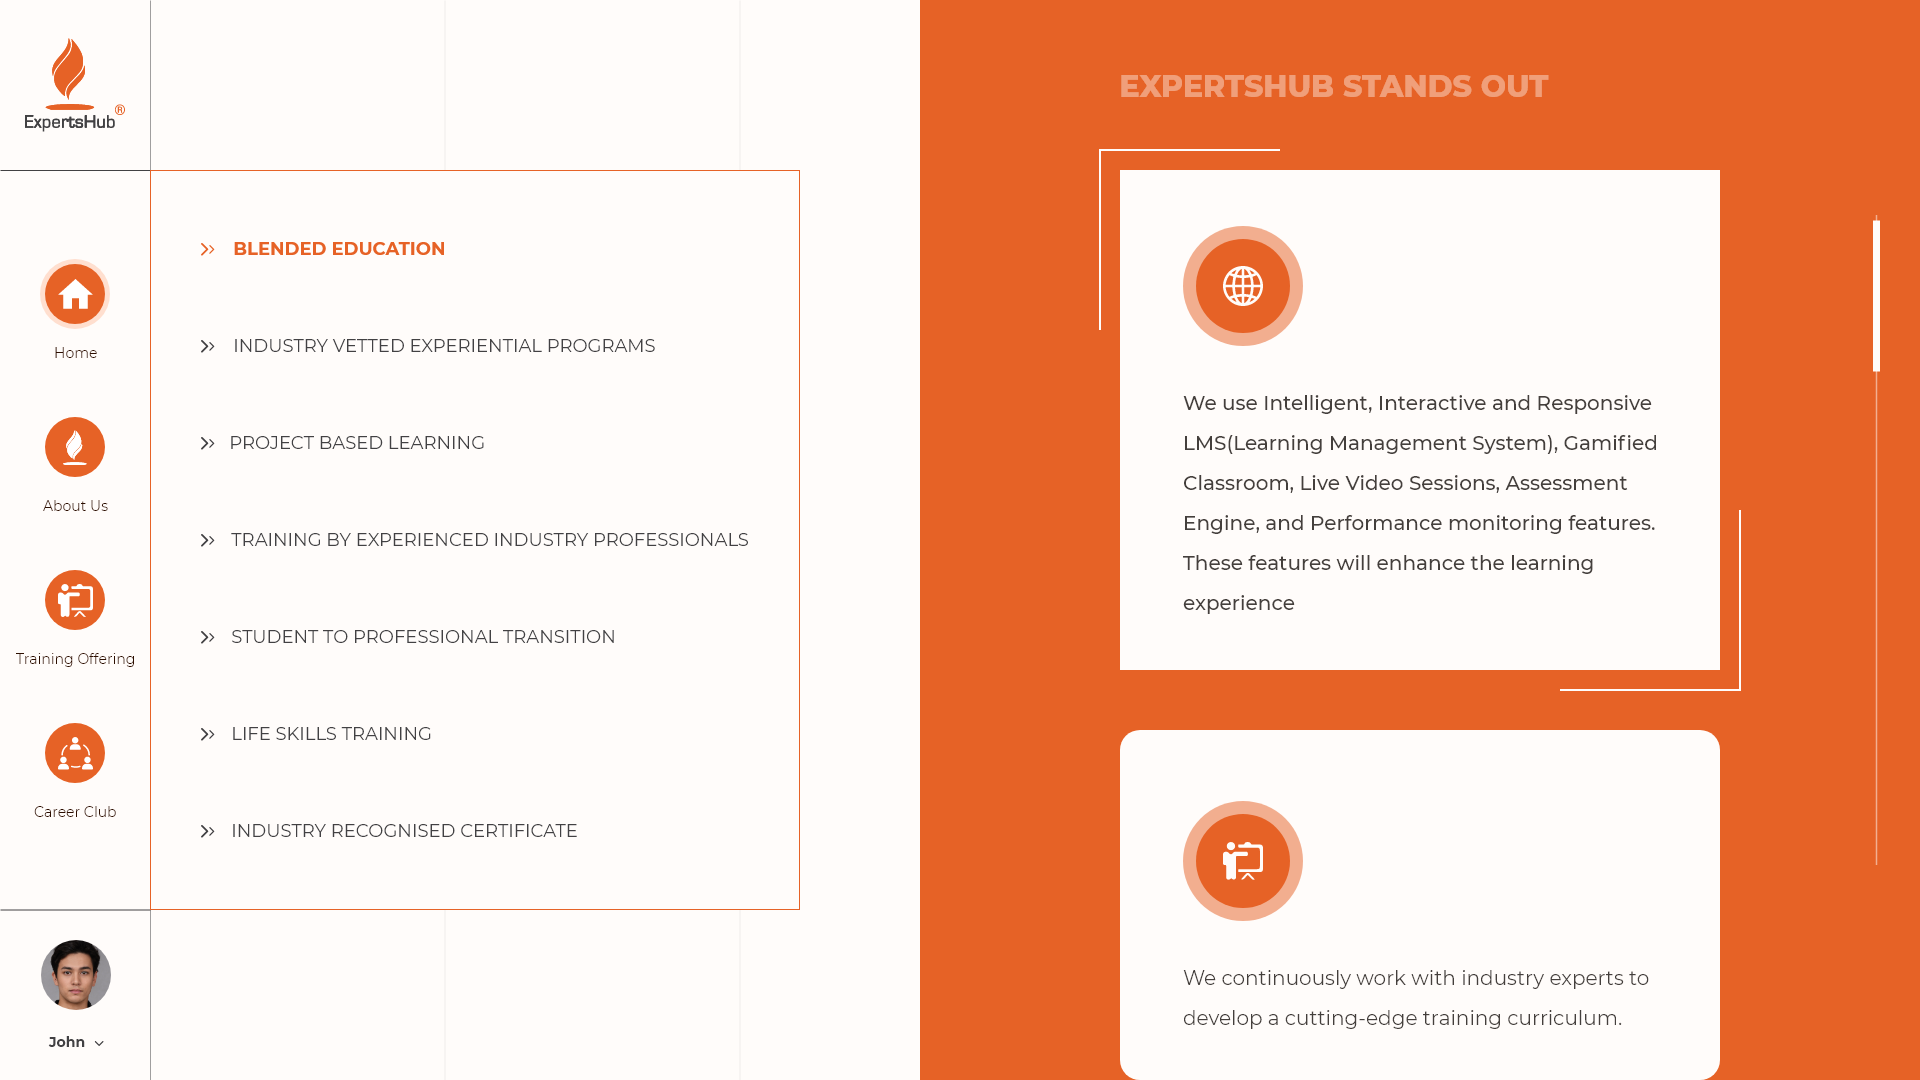 ExpertsHub®
Home
About Us
Training Offering
Career Club
John
BLENDED EDUCATION
INDUSTRY VETTED EXPERIENTIAL PROGRAMS
PROJECT BASED LEARNING
TRAINING BY EXPERIENCED INDUSTRY PROFESSIONALS
STUDENT TO PROFESSIONAL TRANSITION
LIFE SKILLS TRAINING
INDUSTRY RECOGNISED CERTIFICATE
EXPERTSHUB STANDS OUT
We use Intelligent, Interactive and Responsive
LMS(Learning Management System), Gamified
Classroom, Live Video Sessions, Assessment
Engine, and Performance monitoring features.
These features will enhance the learning
experience
We continuously work with industry experts to
develop a cutting-edge training curriculum.